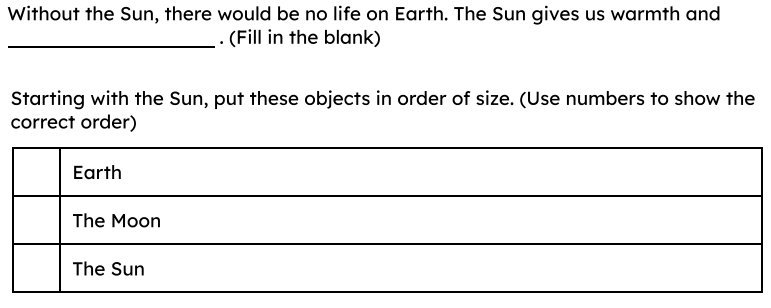 Without the Sun, there would be no life on Earth. The Sun gives us warmth and
____________________ . (Fill in the blank)
Starting with the Sun, put these objects in order of size. (Use numbers to show the
correct order)
Earth
The Moon
The Sun